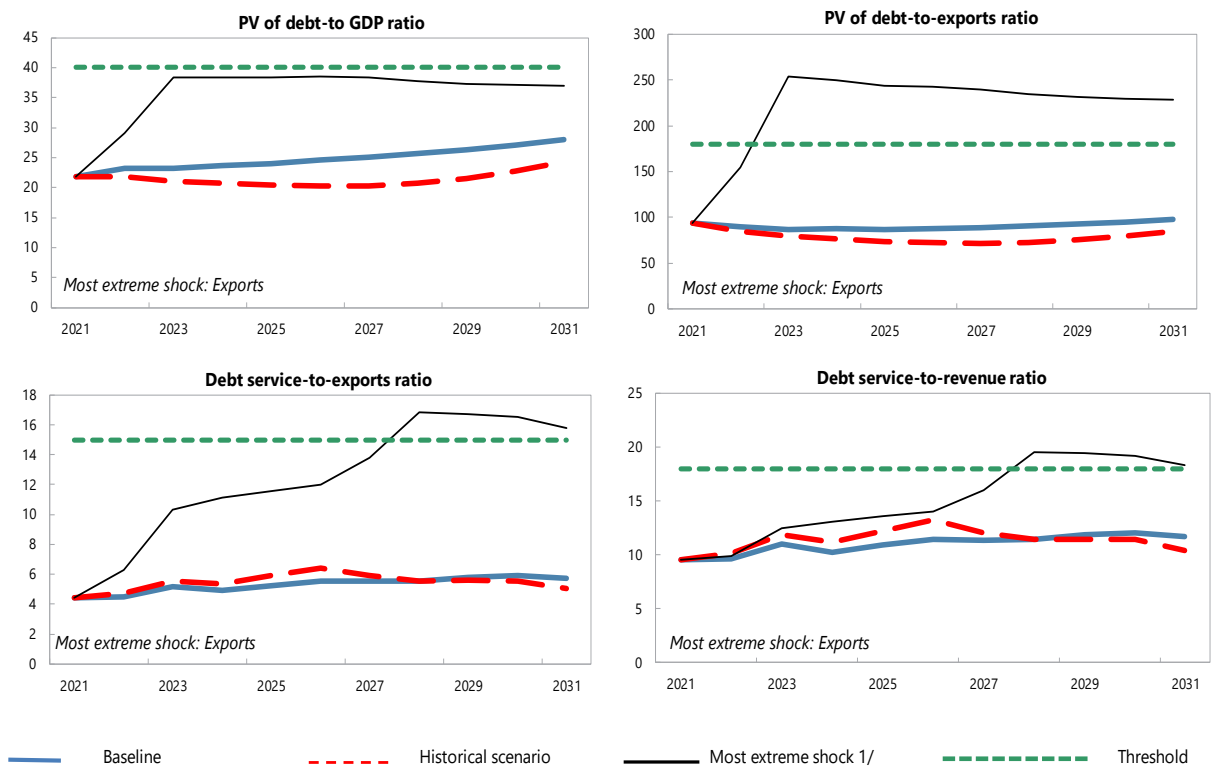 PV of debt-to GDP ratio
45
40
35
30
25
20
15
10
5
0
Most extreme shock: Exports
2021 2023 2025 2027 2029 2031
PV of debt-to-exports ratio
300
250
200
150
100
50
0
Most extreme shock: Exports
2021 2023 2025 2027 2029 2031
Debt service-to-exports ratio
18
16
14
12
10
8
6
4
2
0
Most extreme shock: Exports
2021 2023 2025 2027 2029 2031
Debt service-to-revenue ratio
25
20
15
10
5
0
Most extreme shock: Exports
2021 2023 2025 2027 2029 2031
Baseline Historical scenario Most extreme shock 1/ Threshold